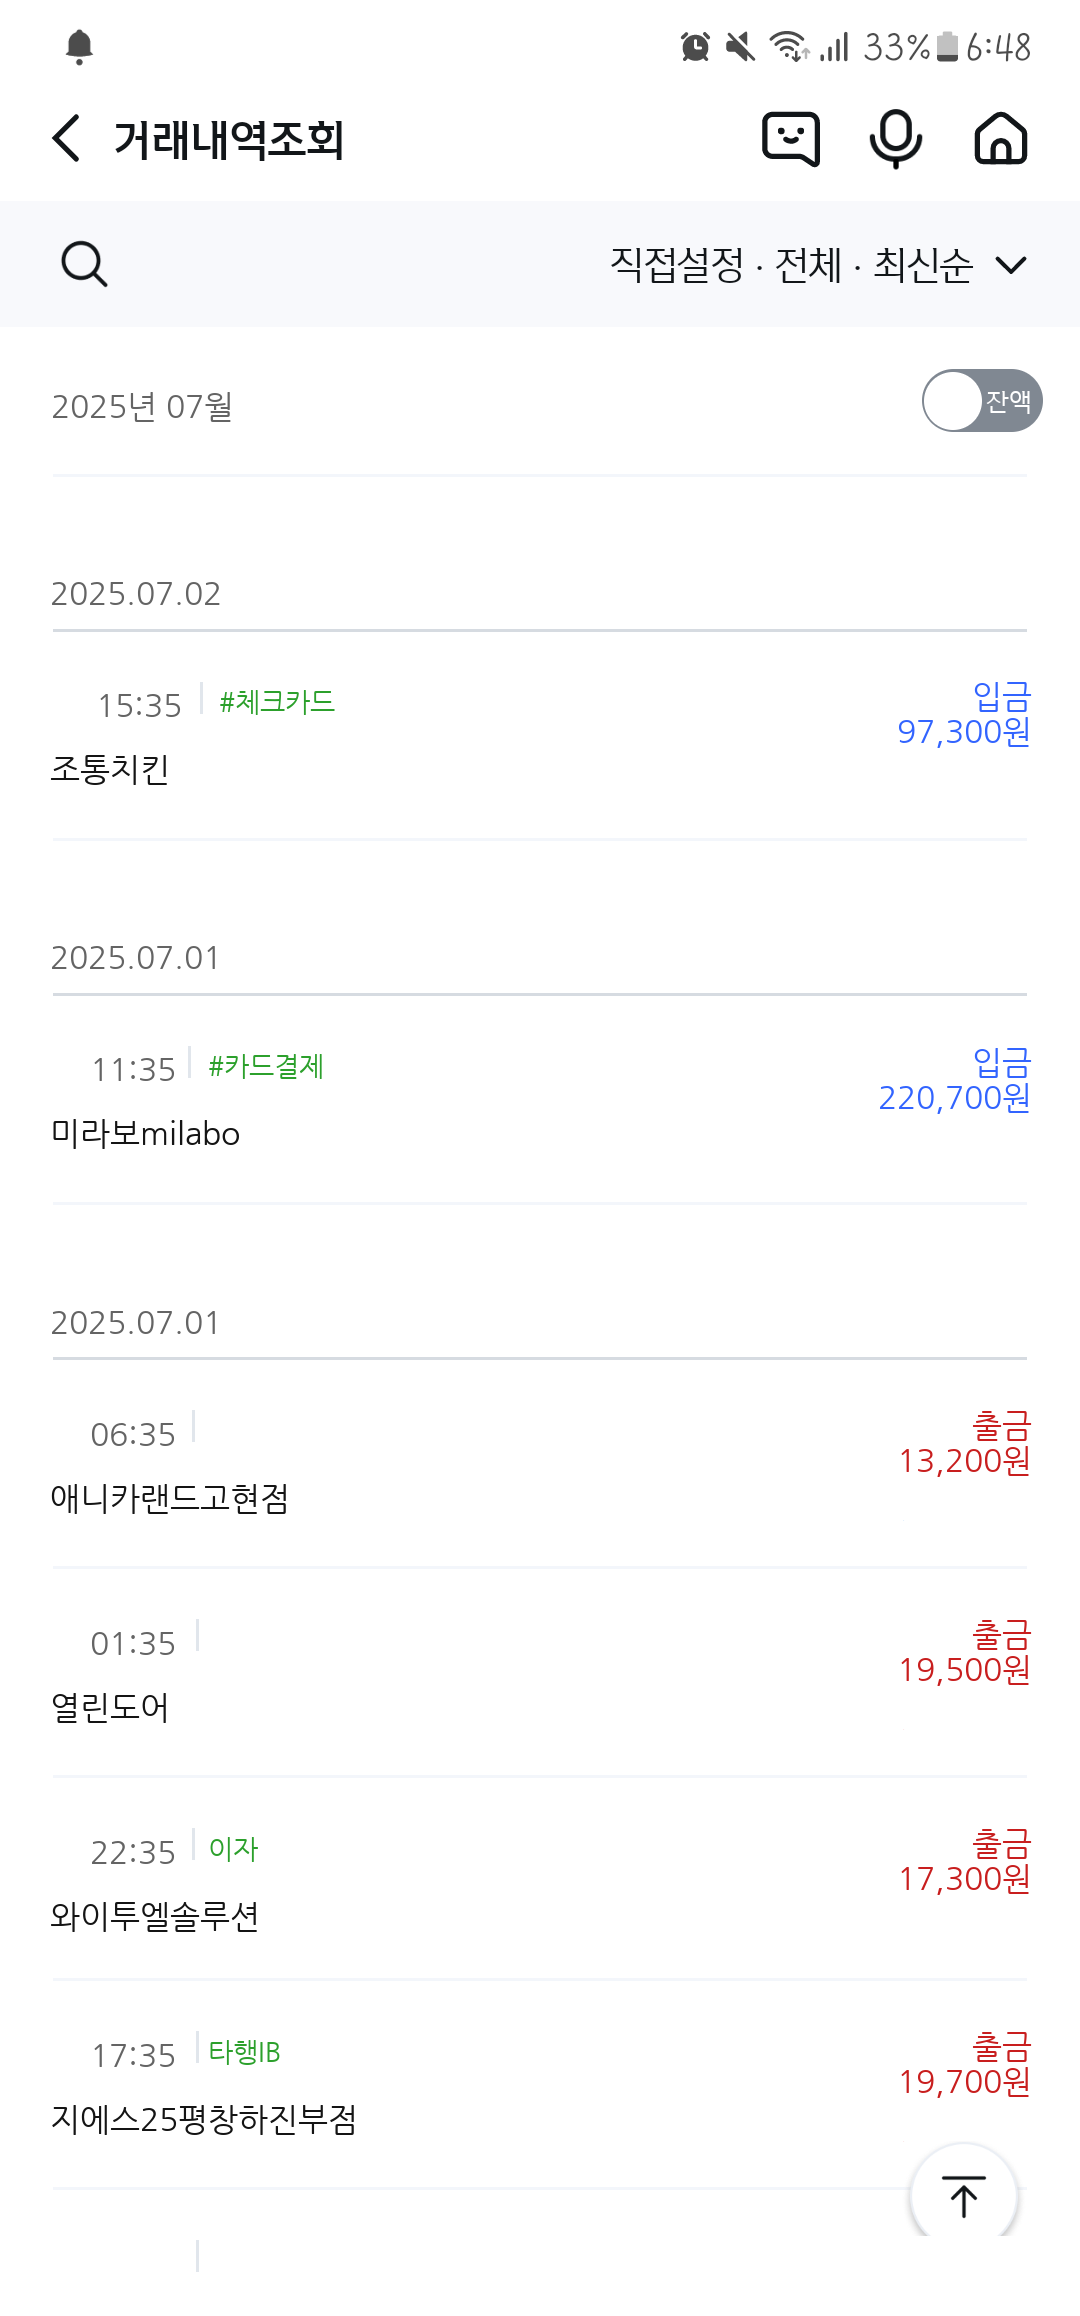 33% 6:48
거래내역조회
직접설정 · 전체 · 최신순
2025년 07월
잔액
2025.07.02
15:35 #체크카드
입금
97,300원
조통치킨
2025.07.01
11:35 #카드결제
입금
220,700원
미라보milabo
2025.07.01
06:35
출금
13,200원
애니카랜드고현점
01:35
출금
19,500원
열린도어
22:35 이자
출금
17,300원
와이투엘솔루션
17:35 타행IB
출금
19,700원
지에스25평창하진부점